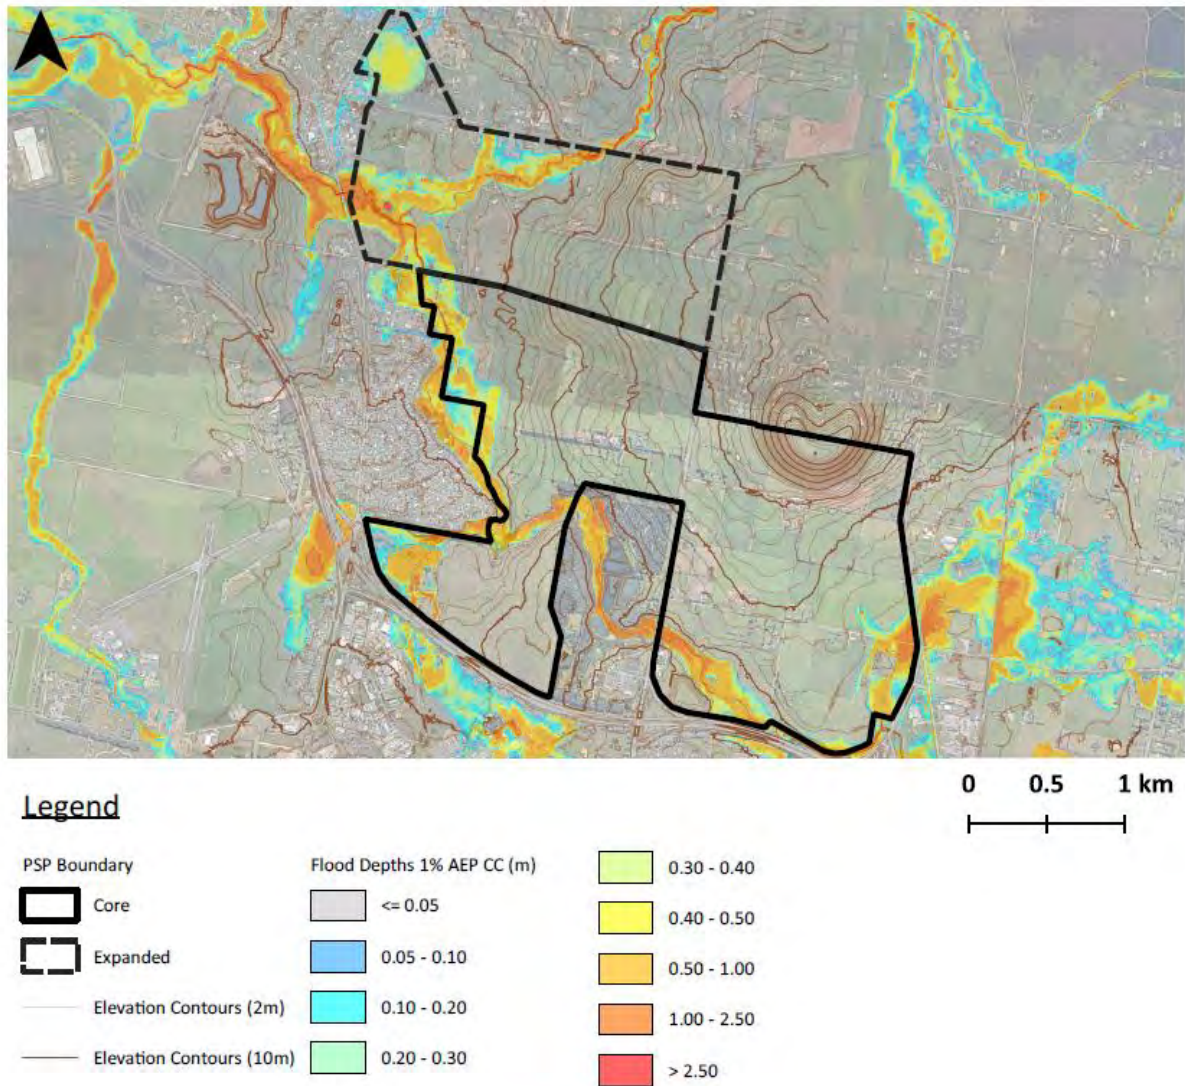 0 0.5 1 km
Legend
PSP Boundary
Core
Expanded
Elevation Contours (2m)
Elevation Contours (10m)
Flood Depths 1% AEP CC (m)
<= 0.05
0.05 - 0.10
0.10 - 0.20
0.20 - 0.30
0.30 - 0.40
0.40 - 0.50
0.50 - 1.00
1.00 - 2.50
> 2.50